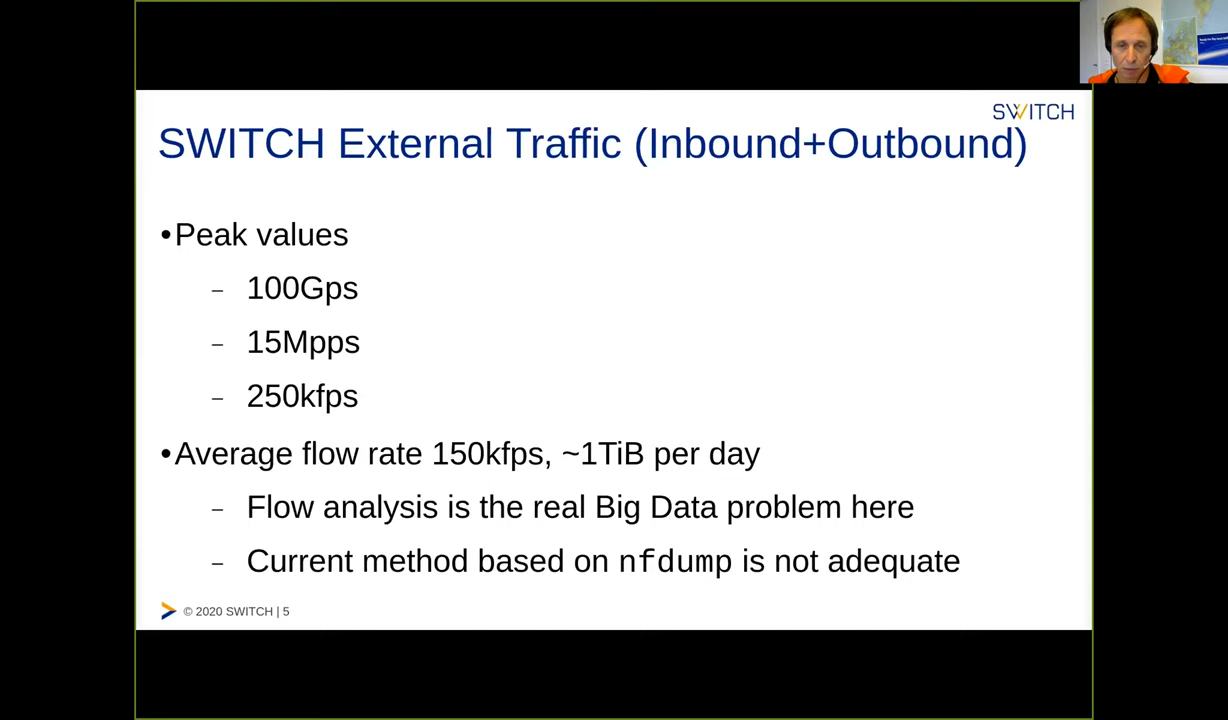 SWITCH
SWITCH External Traffic (Inbound+Outbound)
•Peak values
– 100Gps
– 15Mpps
– 250kfps
•Average flow rate 150kfps, ~1TiB per day
– Flow analysis is the real Big Data problem here
– Current method based on nfdump is not adequate
© 2020 SWITCH | 5